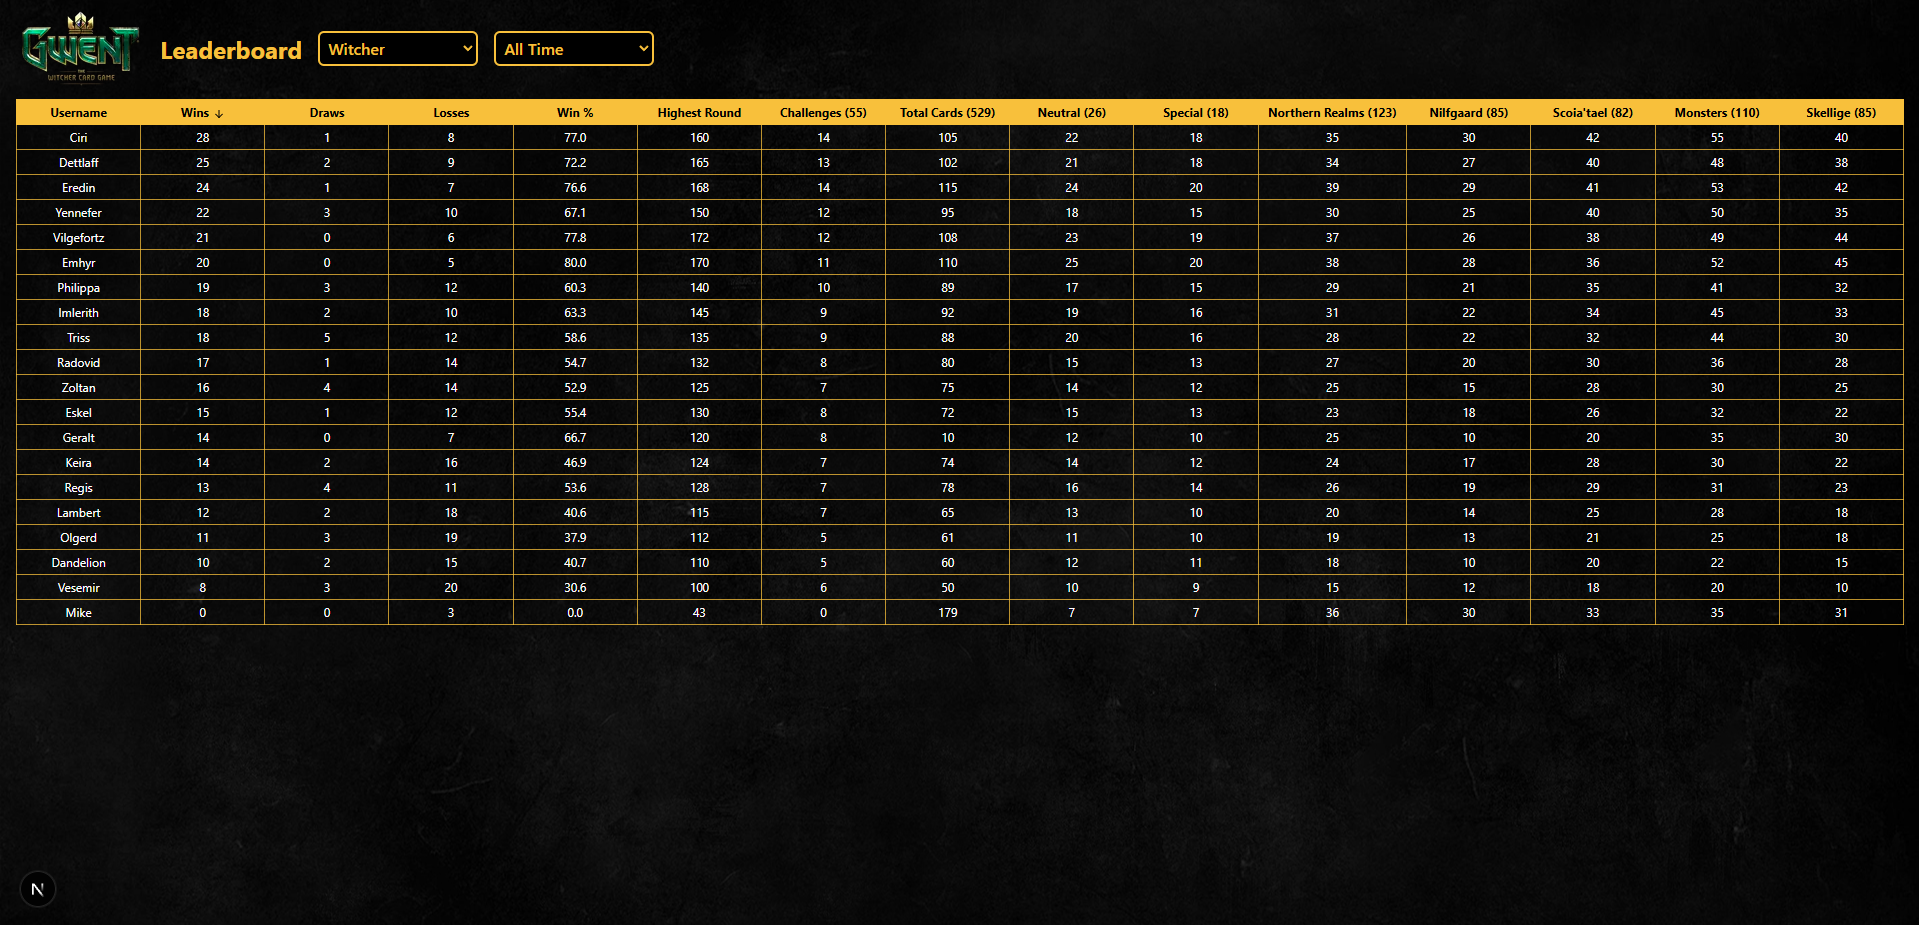 GWENT
THE
WITCHER CARD GAME
Leaderboard Witcher All Time
Username Wins ↓ Draws Losses Win % Highest Round Challenges (55) Total Cards (529) Neutral (26) Special (18) Northern Realms (123) Nilfgaard (85) Scoia'tael (82) Monsters (110) Skellige (85)
Ciri 28 1 8 77.0 160 14 105 22 18 35 30 42 55 40
Dettlaff 25 2 9 72.2 165 13 102 21 18 34 27 40 48 38
Eredin 24 1 7 76.6 168 14 115 24 20 39 29 41 53 42
Yennefer 22 3 10 67.1 150 12 95 18 15 30 25 40 50 35
Vilgefortz 21 0 6 77.8 172 12 108 23 19 37 26 38 49 44
Emhyr 20 0 5 80.0 170 11 110 25 20 38 28 36 52 45
Philippa 19 3 12 60.3 140 10 89 17 15 29 21 35 41 32
Imlerith 18 2 10 63.3 145 9 92 19 16 31 22 34 45 33
Triss 18 5 12 58.6 135 9 88 20 16 28 22 32 44 30
Radovid 17 1 14 54.7 132 8 80 15 13 27 20 30 36 28
Zoltan 16 4 14 52.9 125 7 75 14 12 25 15 28 30 25
Eskel 15 1 12 55.4 130 8 72 15 13 23 18 26 32 22
Geralt 14 0 7 66.7 120 8 10 12 10 25 10 20 35 30
Keira 14 2 16 46.9 124 7 74 14 12 24 17 28 30 22
Regis 13 4 11 53.6 128 7 78 16 14 26 19 29 31 23
Lambert 12 2 18 40.6 115 7 65 13 10 20 14 25 28 18
Olgerd 11 3 19 37.9 112 5 61 11 10 19 13 21 25 18
Dandelion 10 2 15 40.7 110 5 60 12 11 18 10 20 22 15
Vesemir 8 3 20 30.6 100 6 50 10 9 15 12 18 20 10
Mike 0 0 3 0.0 43 0 179 7 7 36 30 33 35 31
N